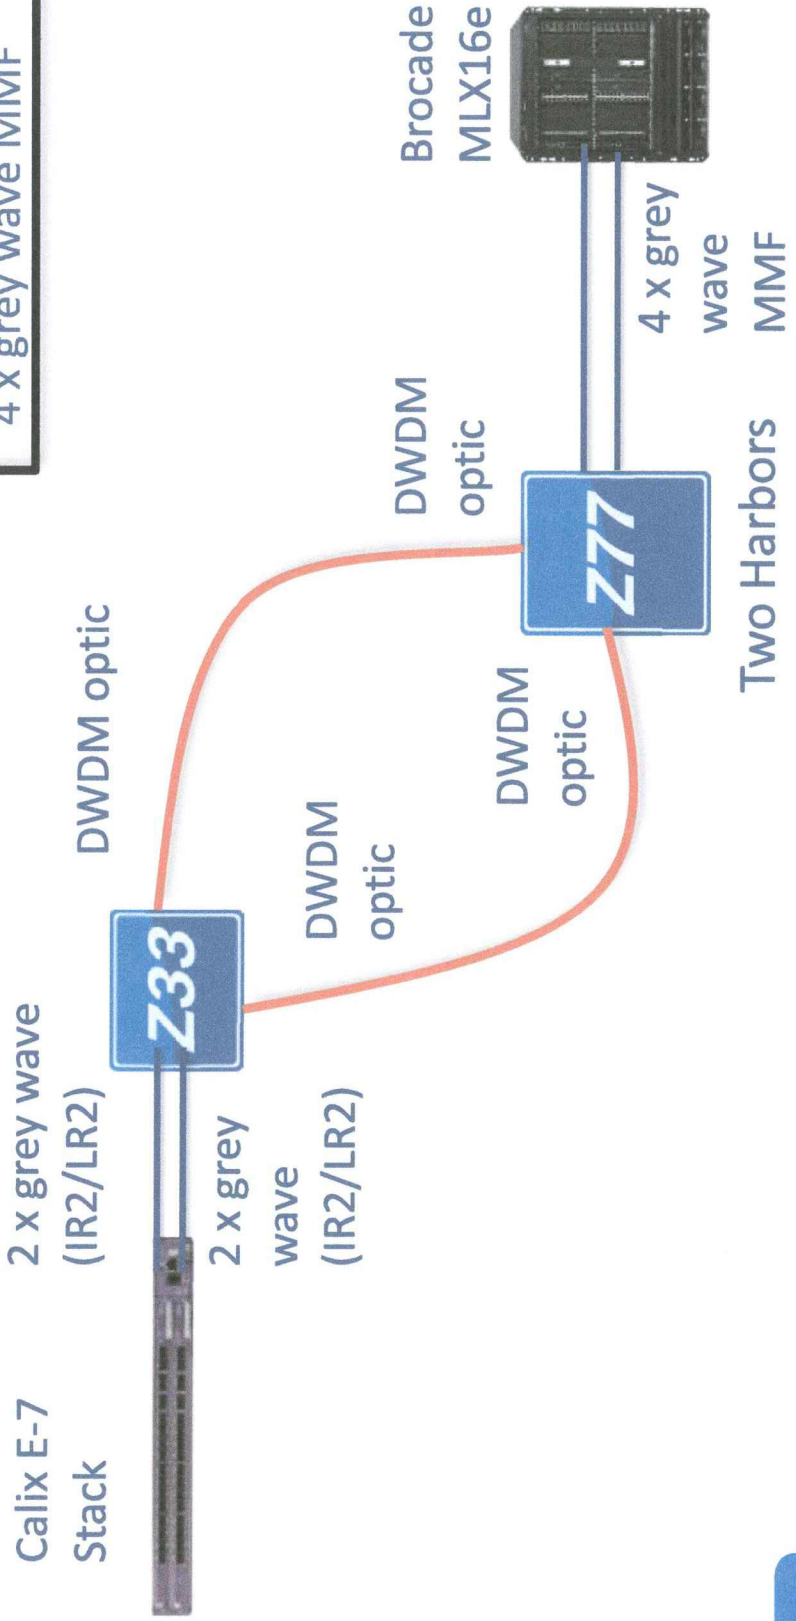 Calix E-7
Stack
2 x grey wave
(IR2/LR2)
2 x grey
wave
(IR2/LR2)
Z33
DWDM optic
DWDM
optic
DWDM
optic
DWDM
optic
Z77
Two Harbors
4 x grey wave MMF
Brocade
MLX16e
4 x grey
wave
MMF